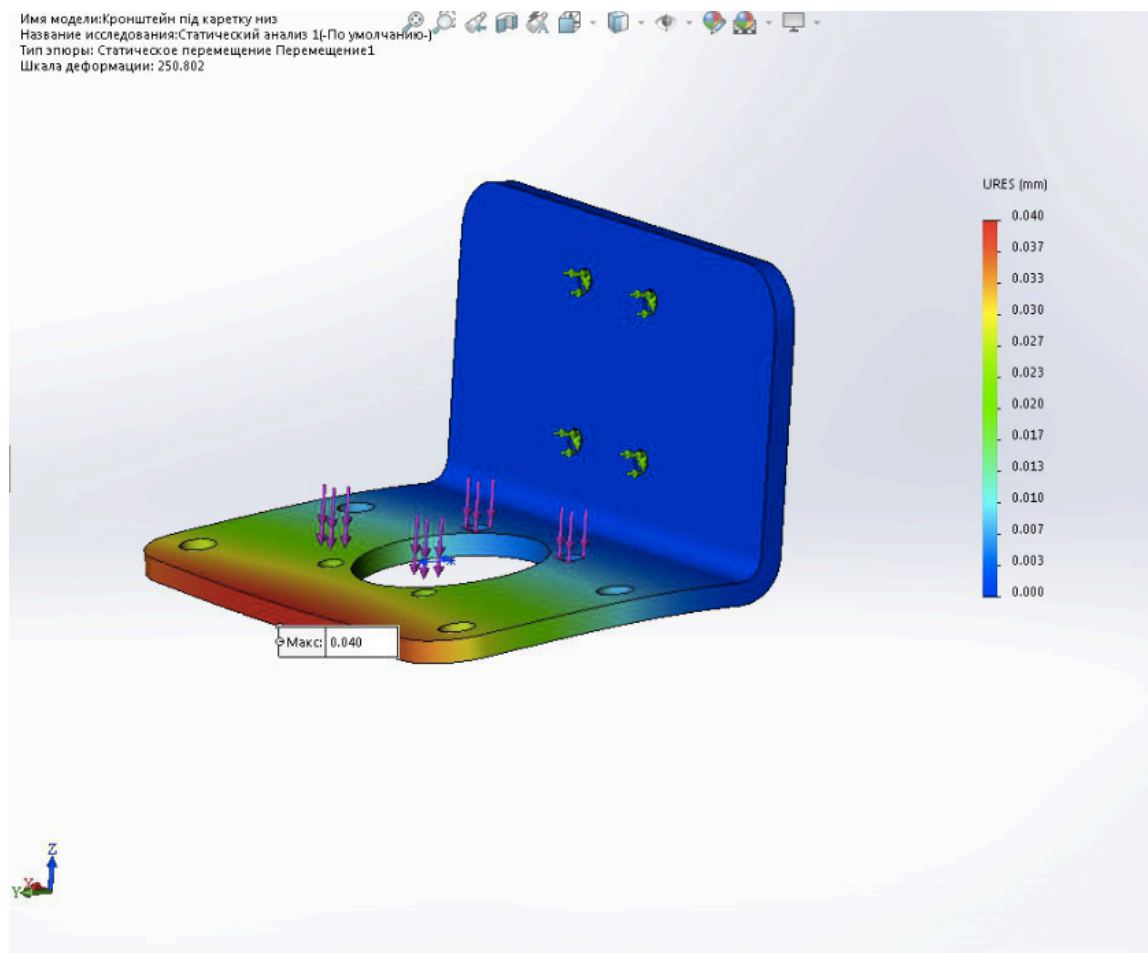 Имя модели:Кронштейн під каретку низ
Название исследования:Статический анализ 1(-По умолчанию-)
Тип эпюры: Статическое перемещение Перемещение1
Шкала деформации: 250.802
URES (mm)
0.040
0.037
0.033
0.030
0.027
0.023
0.020
0.017
0.013
0.010
0.007
0.003
0.000
Макс: 0.040
Z
X
Y